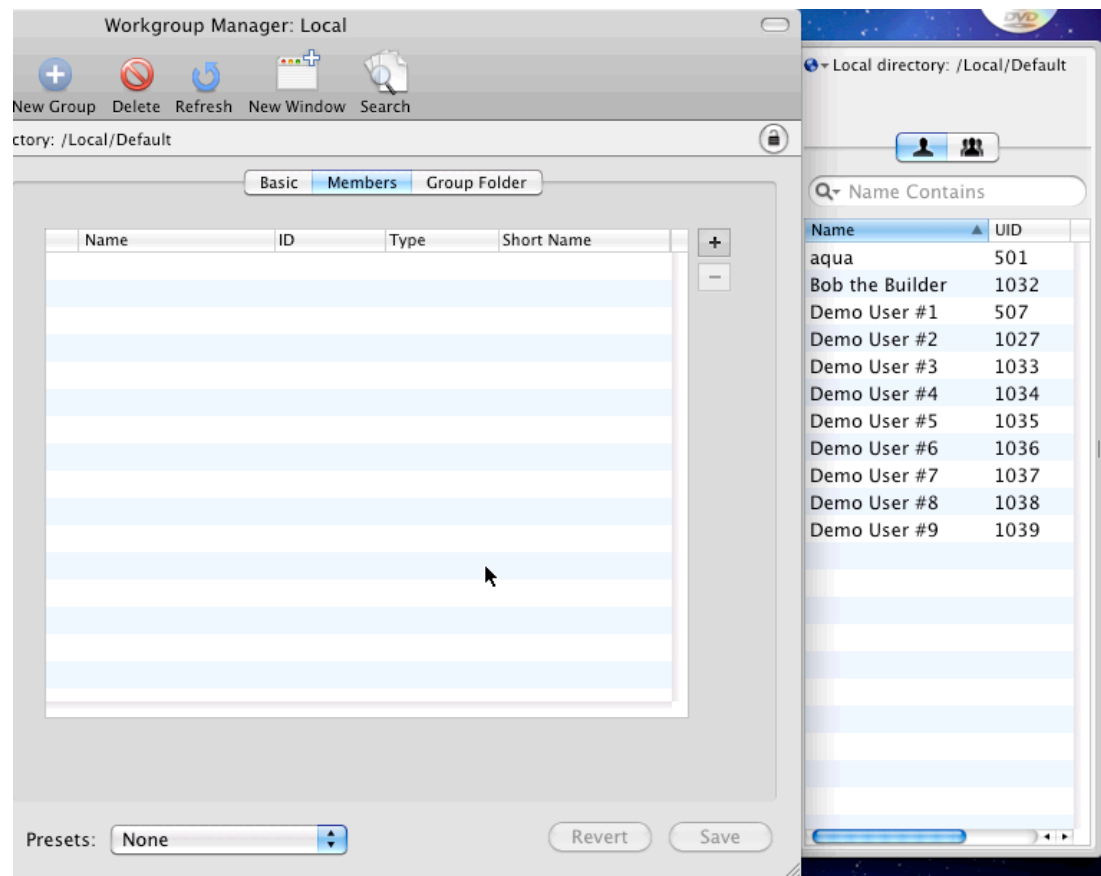 Workgroup Manager: Local
New Group Delete Refresh New Window Search
ctory: /Local/Default
Basic Members Group Folder
Name ID Type Short Name
+
−
Presets: None
Revert Save
DVD
Local directory: /Local/Default
Name Contains
Name UID
aqua 501
Bob the Builder 1032
Demo User #1 507
Demo User #2 1027
Demo User #3 1033
Demo User #4 1034
Demo User #5 1035
Demo User #6 1036
Demo User #7 1037
Demo User #8 1038
Demo User #9 1039